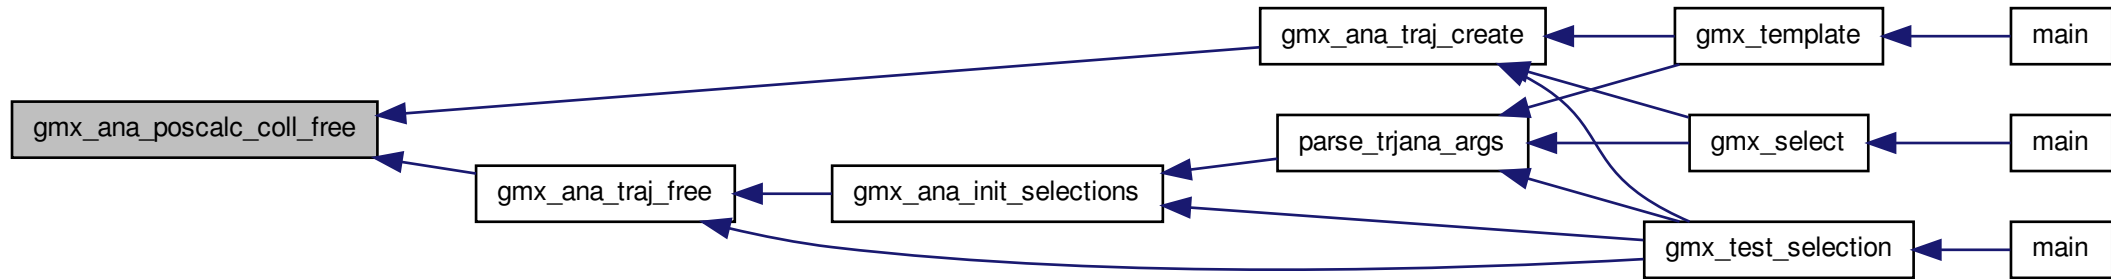 gmx_ana_poscalc_coll_free
gmx_ana_traj_create
gmx_ana_traj_free
gmx_ana_init_selections
parse_trjana_args
gmx_template
gmx_select
gmx_test_selection
main
main
main